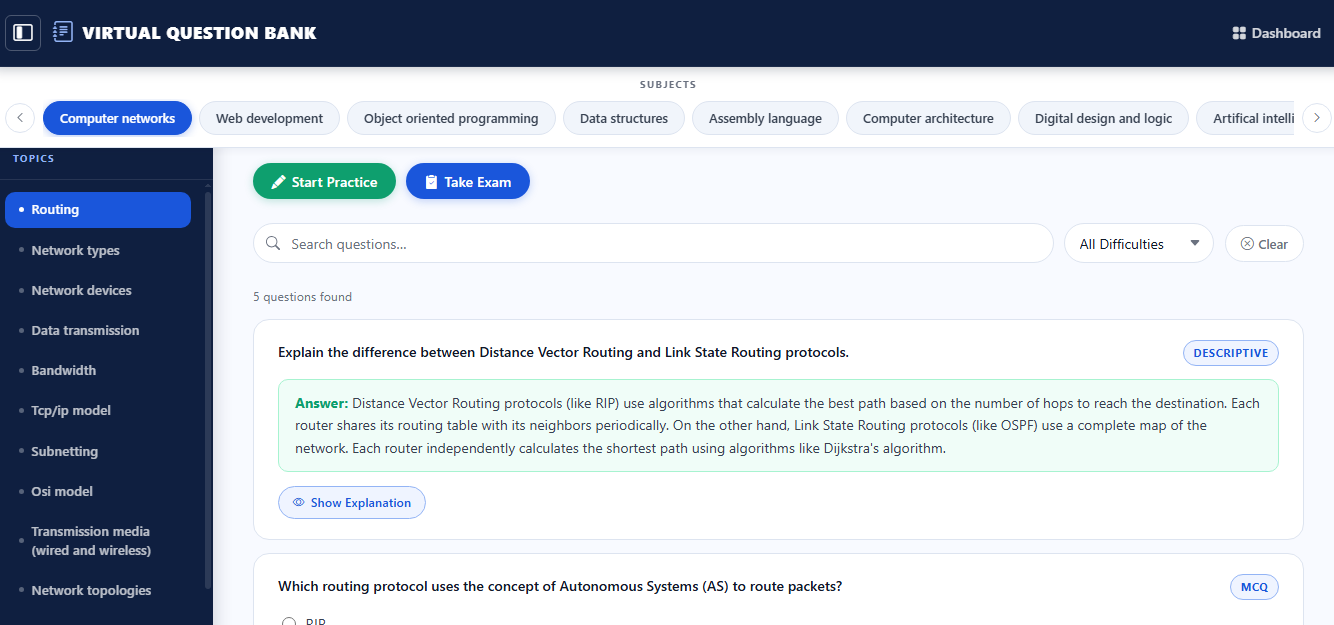 VIRTUAL QUESTION BANK
Dashboard
SUBJECTS
Computer networks
Web development
Object oriented programming
Data structures
Assembly language
Computer architecture
Digital design and logic
Artifical intelli
TOPICS
Routing
Network types
Network devices
Data transmission
Bandwidth
Tcp/ip model
Subnetting
Osi model
Transmission media
(wired and wireless)
Network topologies
Start Practice
Take Exam
Search questions...
All Difficulties
Clear
5 questions found
Explain the difference between Distance Vector Routing and Link State Routing protocols.
DESCRIPTIVE
Answer: Distance Vector Routing protocols (like RIP) use algorithms that calculate the best path based on the number of hops to reach the destination. Each
router shares its routing table with its neighbors periodically. On the other hand, Link State Routing protocols (like OSPF) use a complete map of the
network. Each router independently calculates the shortest path using algorithms like Dijkstra's algorithm.
Show Explanation
Which routing protocol uses the concept of Autonomous Systems (AS) to route packets?
MCQ
RIP